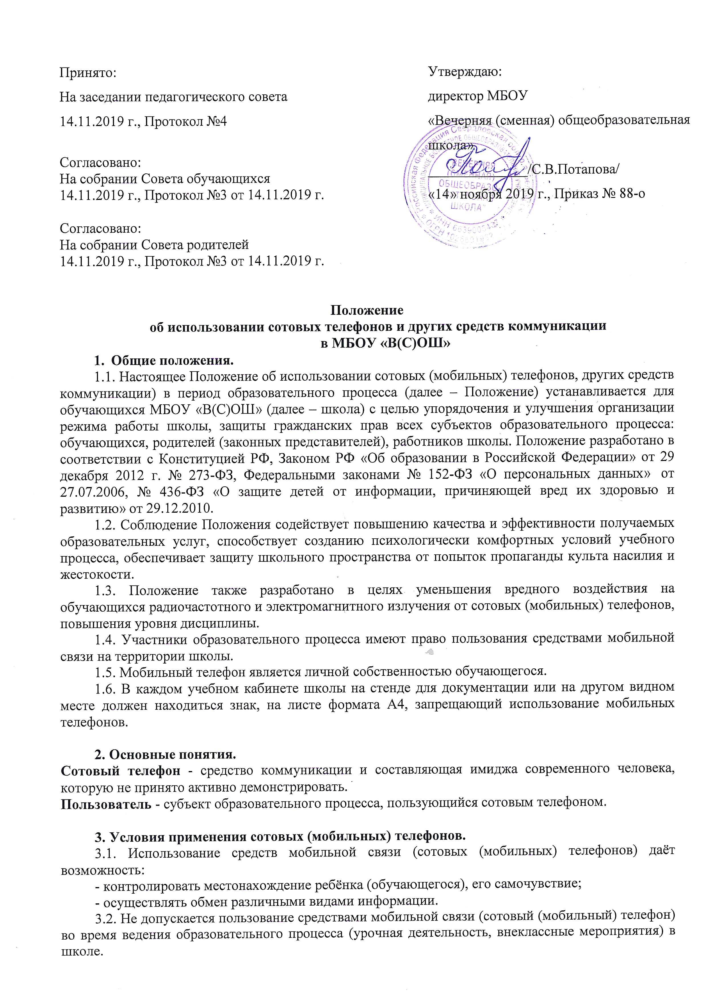 Принято:
На заседании педагогического совета
14.11.2019 г., Протокол №4
Согласовано:
На собрании Совета обучающихся
14.11.2019 г., Протокол №3 от 14.11.2019 г.
Согласовано:
На собрании Совета родителей
14.11.2019 г., Протокол №3 от 14.11.2019 г.
Утверждаю:
директор МБОУ
«Вечерняя (сменная) общеобразовательная
школа»
/С.В.Потапова/
«14» ноября 2019 г., Приказ № 88-о
Российская Федерация Свердловская
ВЕЧЕРНЯЯ
(СМЕННАЯ)
ШКОЛА"
Положение
об использовании сотовых телефонов и других средств коммуникации
в МБОУ «В(С)ОШ»
1. Общие положения.
1.1. Настоящее Положение об использовании сотовых (мобильных) телефонов, других средств
коммуникации) в период образовательного процесса (далее – Положение) устанавливается для
обучающихся МБОУ «В(С)ОШ» (далее – школа) с целью упорядочения и улучшения организации
режима работы школы, защиты гражданских прав всех субъектов образовательного процесса:
обучающихся, родителей (законных представителей), работников школы. Положение разработано в
соответствии с Конституцией РФ, Законом РФ «Об образовании в Российской Федерации» от 29
декабря 2012 г. № 273-ФЗ, Федеральными законами № 152-ФЗ «О персональных данных» от
27.07.2006, № 436-ФЗ «О защите детей от информации, причиняющей вред их здоровью и
развитию» от 29.12.2010.
1.2. Соблюдение Положения содействует повышению качества и эффективности получаемых
образовательных услуг, способствует созданию психологически комфортных условий учебного
процесса, обеспечивает защиту школьного пространства от попыток пропаганды культа насилия и
жестокости.
1.3. Положение также разработано в целях уменьшения вредного воздействия на
обучающихся радиочастотного и электромагнитного излучения от сотовых (мобильных) телефонов,
повышения уровня дисциплины.
1.4. Участники образовательного процесса имеют право пользования средствами мобильной
связи на территории школы.
1.5. Мобильный телефон является личной собственностью обучающегося.
1.6. В каждом учебном кабинете школы на стенде для документации или на другом видном
месте должен находиться знак, на листе формата А4, запрещающий использование мобильных
телефонов.
2. Основные понятия.
Сотовый телефон - средство коммуникации и составляющая имиджа современного человека,
которую не принято активно демонстрировать.
Пользователь - субъект образовательного процесса, пользующийся сотовым телефоном.
3. Условия применения сотовых (мобильных) телефонов.
3.1. Использование средств мобильной связи (сотовых (мобильных) телефонов) даёт
возможность:
- контролировать местонахождение ребёнка (обучающегося), его самочувствие;
- осуществлять обмен различными видами информации.
3.2. Не допускается пользование средствами мобильной связи (сотовый (мобильный) телефон)
во время ведения образовательного процесса (урочная деятельность, внеклассные мероприятия) в
школе.